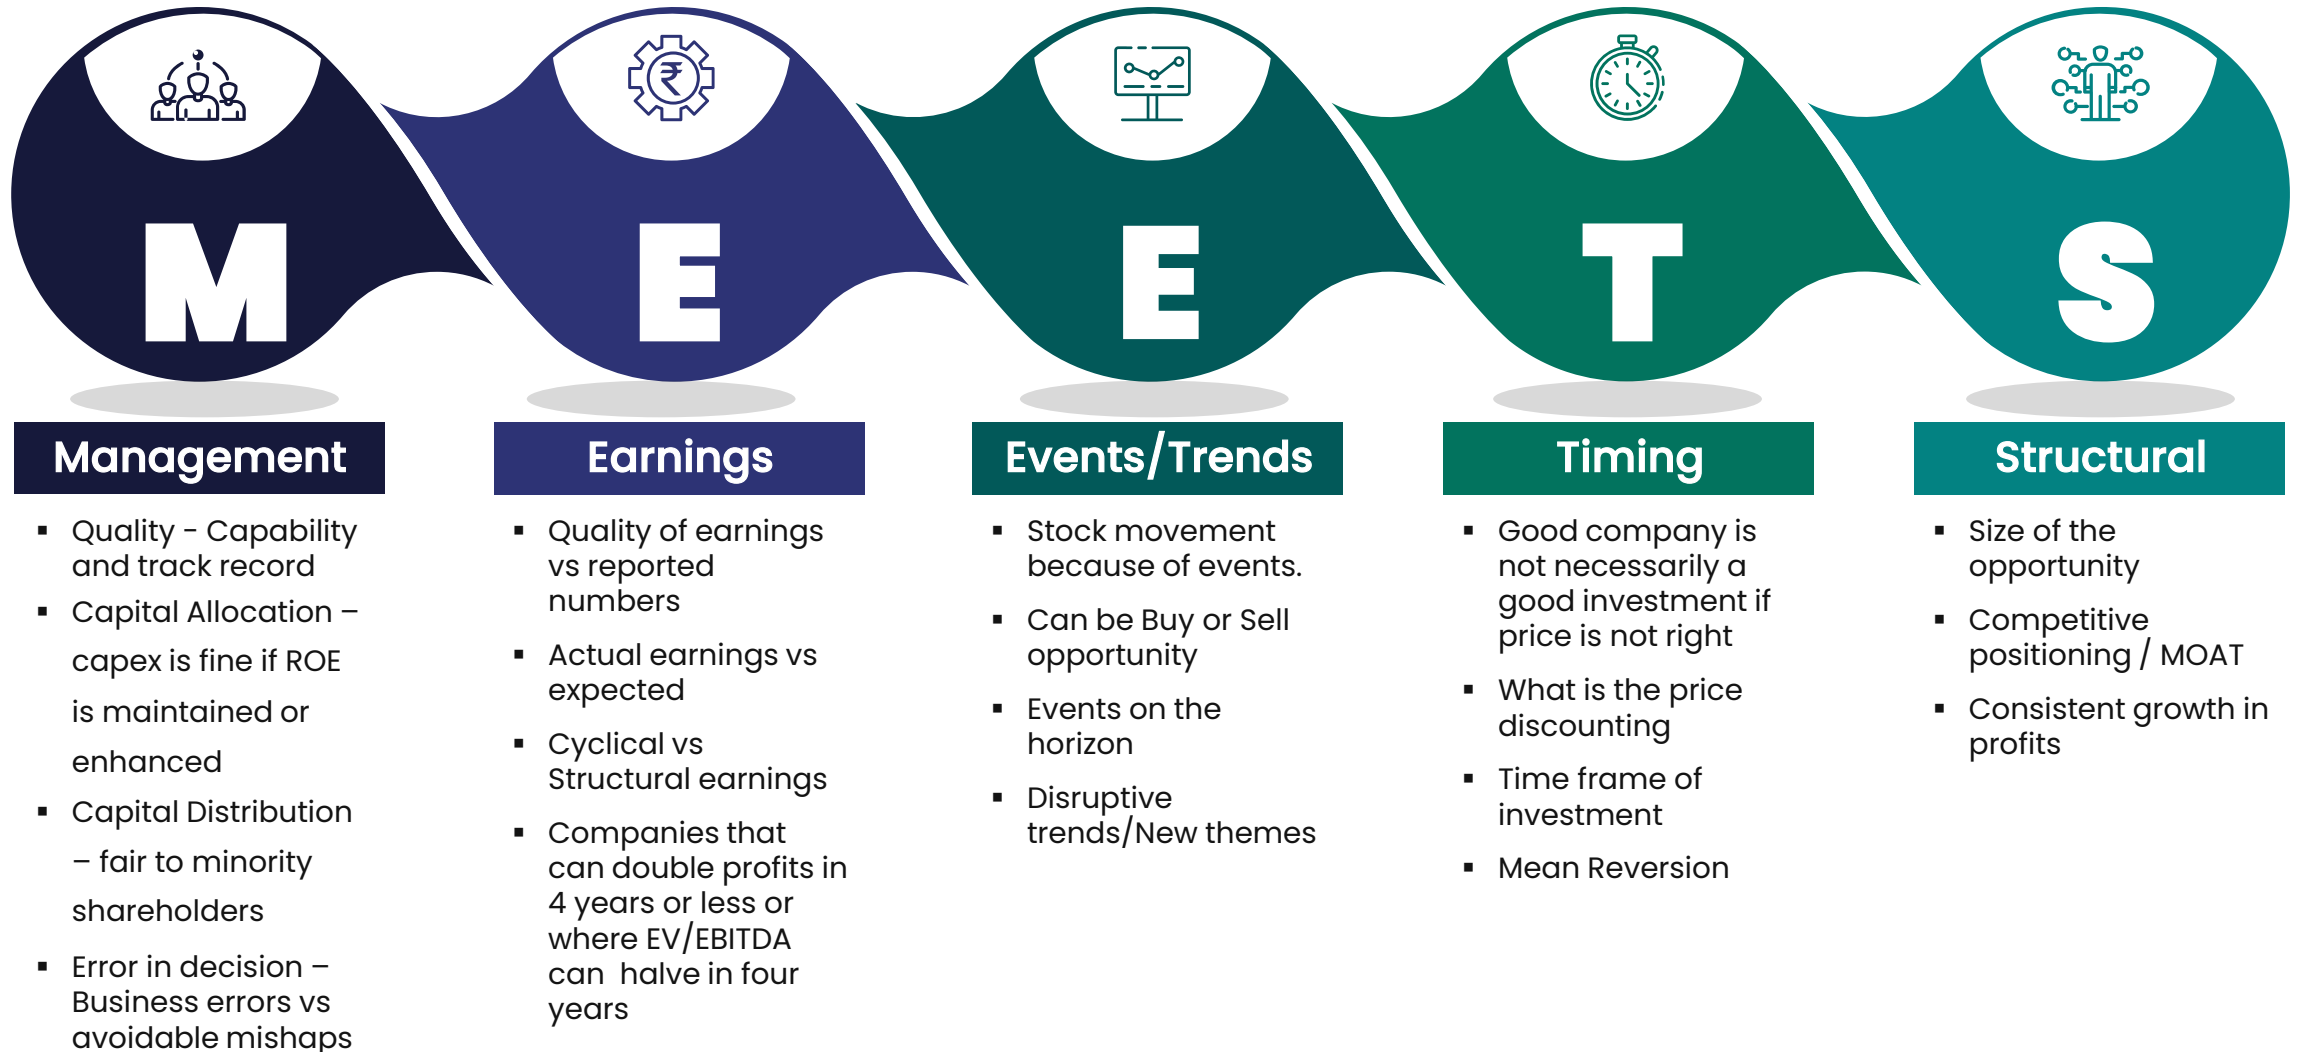 M
E
E
T
S
Management
▪ Quality - Capability
and track record
▪ Capital Allocation –
capex is fine if ROE
is maintained or
enhanced
▪ Capital Distribution
– fair to minority
shareholders
▪ Error in decision –
Business errors vs
avoidable mishaps
Earnings
▪ Quality of earnings
vs reported
numbers
▪ Actual earnings vs
expected
▪ Cyclical vs
Structural earnings
▪ Companies that
can double profits in
4 years or less or
where EV/EBITDA
can  halve in four
years
Events/Trends
▪ Stock movement
because of events.
▪ Can be Buy or Sell
opportunity
▪ Events on the
horizon
▪ Disruptive
trends/New themes
Timing
▪ Good company is
not necessarily a
good investment if
price is not right
▪ What is the price
discounting
▪ Time frame of
investment
▪ Mean Reversion
Structural
▪ Size of the
opportunity
▪ Competitive
positioning / MOAT
▪ Consistent growth in
profits